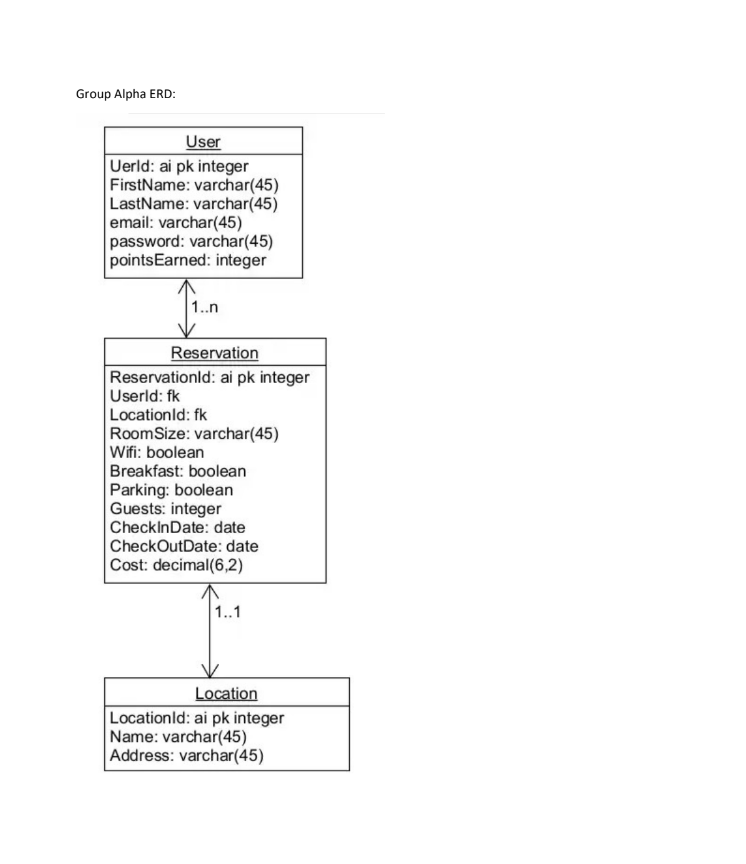 Group Alpha ERD:
User
UerId: ai pk integer
FirstName: varchar(45)
LastName: varchar(45)
email: varchar(45)
password: varchar(45)
pointsEarned: integer
1..n
Reservation
ReservationId: ai pk integer
UserId: fk
LocationId: fk
RoomSize: varchar(45)
Wifi: boolean
Breakfast: boolean
Parking: boolean
Guests: integer
CheckInDate: date
CheckOutDate: date
Cost: decimal(6,2)
1..1
Location
LocationId: ai pk integer
Name: varchar(45)
Address: varchar(45)